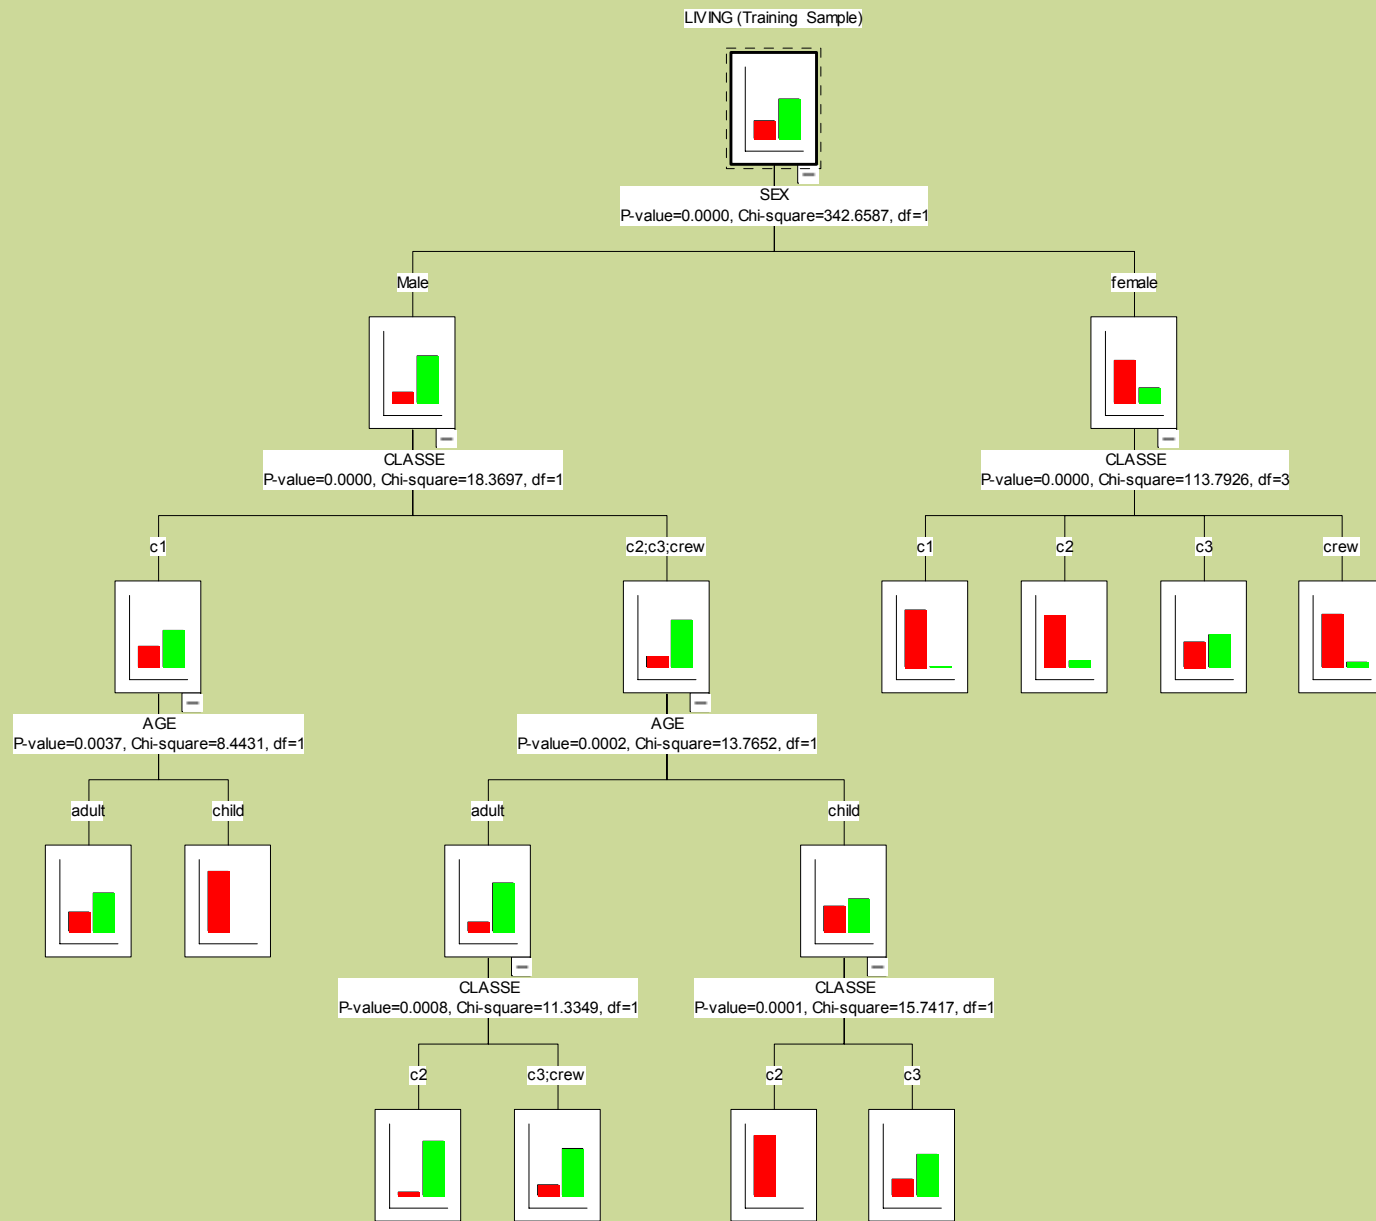 LIVING (Training Sample)
SEX
P-value=0.0000, Chi-square=342.6587, df=1
Male
female
CLASSE
P-value=0.0000, Chi-square=18.3697, df=1
CLASSE
P-value=0.0000, Chi-square=113.7926, df=3
c1
c2;c3;crew
c1
c2
c3
crew
AGE
P-value=0.0037, Chi-square=8.4431, df=1
AGE
P-value=0.0002, Chi-square=13.7652, df=1
adult
child
adult
child
CLASSE
P-value=0.0008, Chi-square=11.3349, df=1
CLASSE
P-value=0.0001, Chi-square=15.7417, df=1
c2
c3;crew
c2
c3